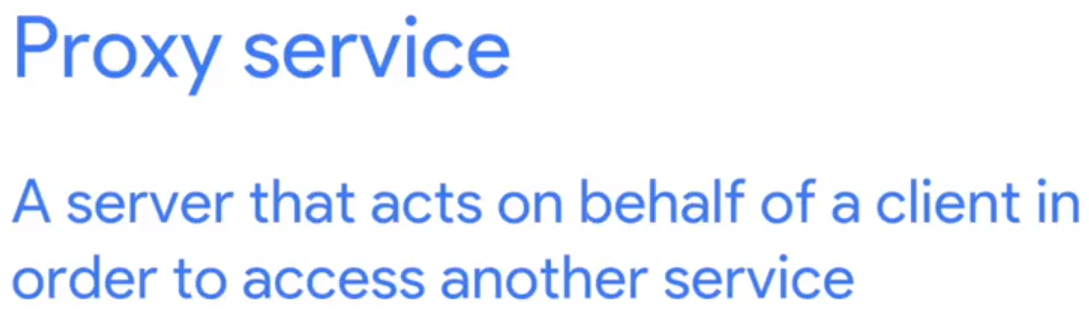 Proxy service
A server that acts on behalf of a client in
order to access another service